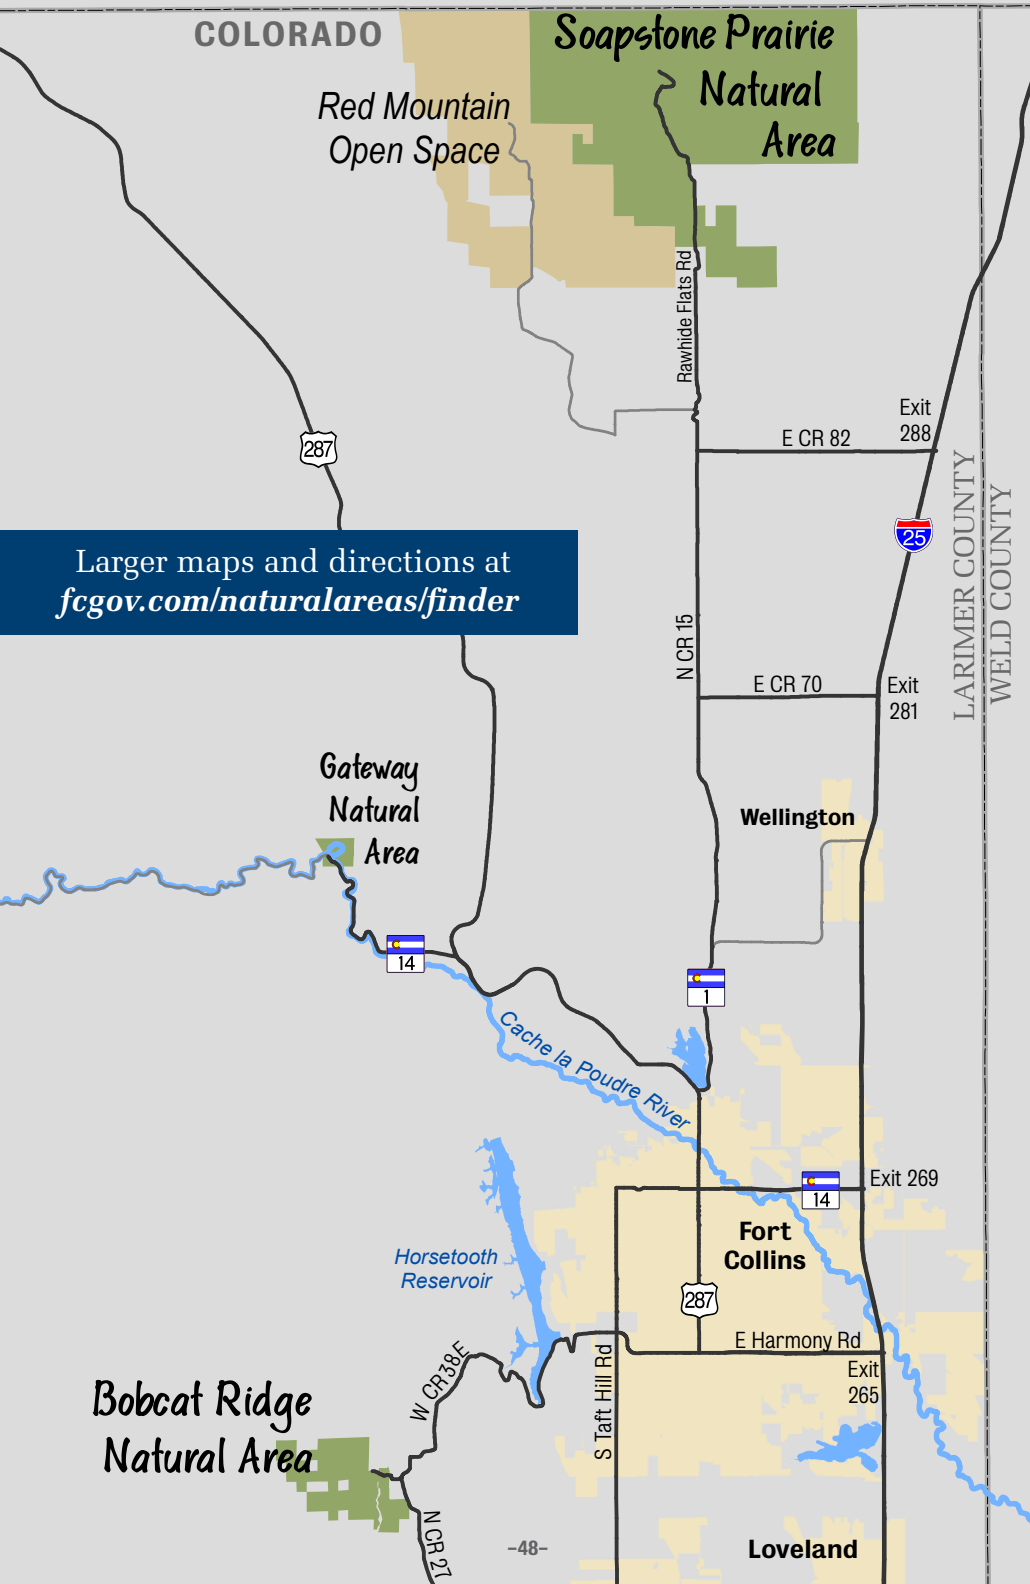 COLORADO
Soapstone Prairie
Natural
Area
Red Mountain
Open Space
Rawhide Flats Rd
Exit
288
E CR 82
287
25
LARIMER COUNTY
WELD COUNTY
Larger maps and directions at
fcgov.com/naturalareas/finder
N CR 15
E CR 70
Exit
281
Gateway
Natural
Area
Wellington
14
1
Cache la Poudre River
Exit 269
14
Fort
Collins
Horsetooth
Reservoir
287
E Harmony Rd
W CR38E
S Taft Hill Rd
Exit
265
Bobcat Ridge
Natural Area
N CR 27
–48–
Loveland